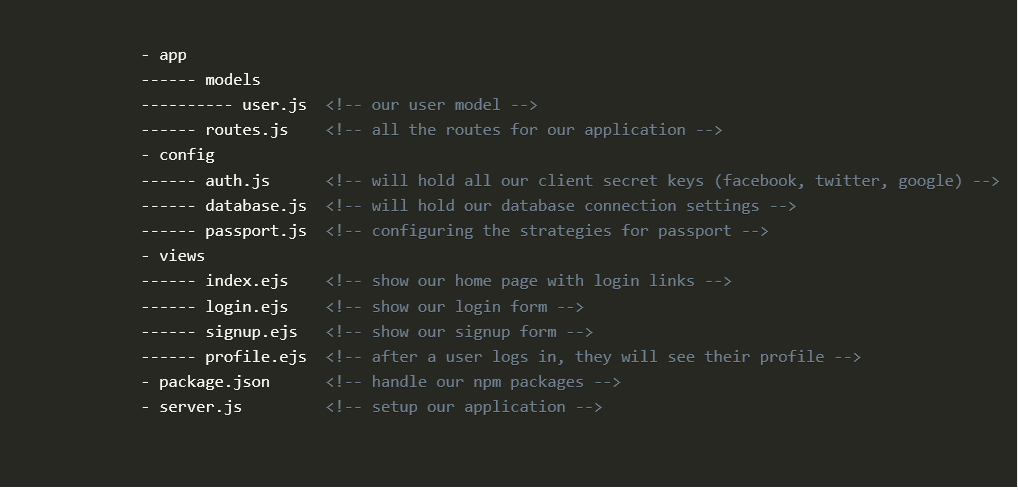 - app
------ models
---------- user.js  <!-- our user model -->
------ routes.js    <!-- all the routes for our application -->
- config
------ auth.js      <!-- will hold all our client secret keys (facebook, twitter, google) -->
------ database.js  <!-- will hold our database connection settings -->
------ passport.js  <!-- configuring the strategies for passport -->
- views
------ index.ejs    <!-- show our home page with login links -->
------ login.ejs    <!-- show our login form -->
------ signup.ejs   <!-- show our signup form -->
------ profile.ejs  <!-- after a user logs in, they will see their profile -->
- package.json      <!-- handle our npm packages -->
- server.js         <!-- setup our application -->